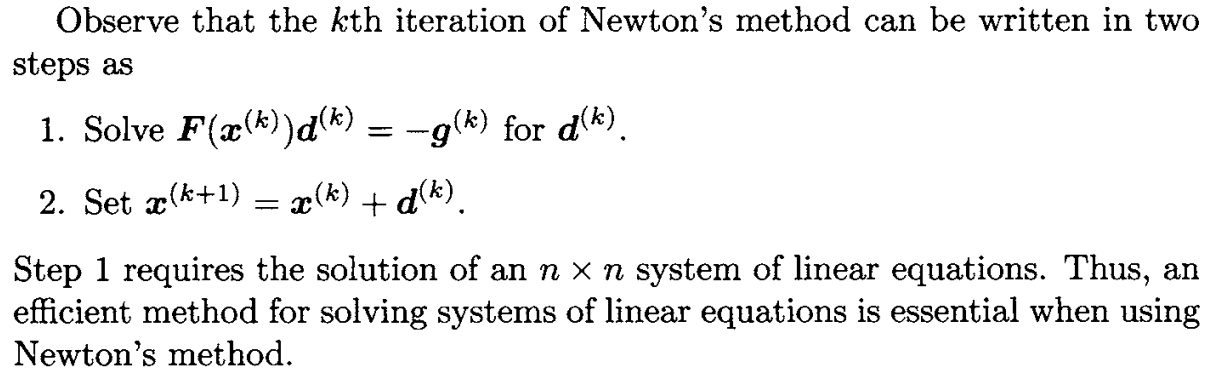 Observe that the kth iteration of Newton's method can be written in two
steps as
1. Solve F(x^(k))d^(k) = −g^(k) for d^(k).
2. Set x^(k+1) = x^(k) + d^(k).
Step 1 requires the solution of an n × n system of linear equations. Thus, an
efficient method for solving systems of linear equations is essential when using
Newton's method.